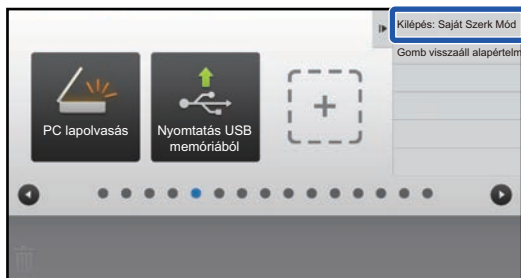 Kilépés: Saját Szerk Mód
Gomb visszaáll alapértelm
PC lapolvasás
Nyomtatás USB
memóriából